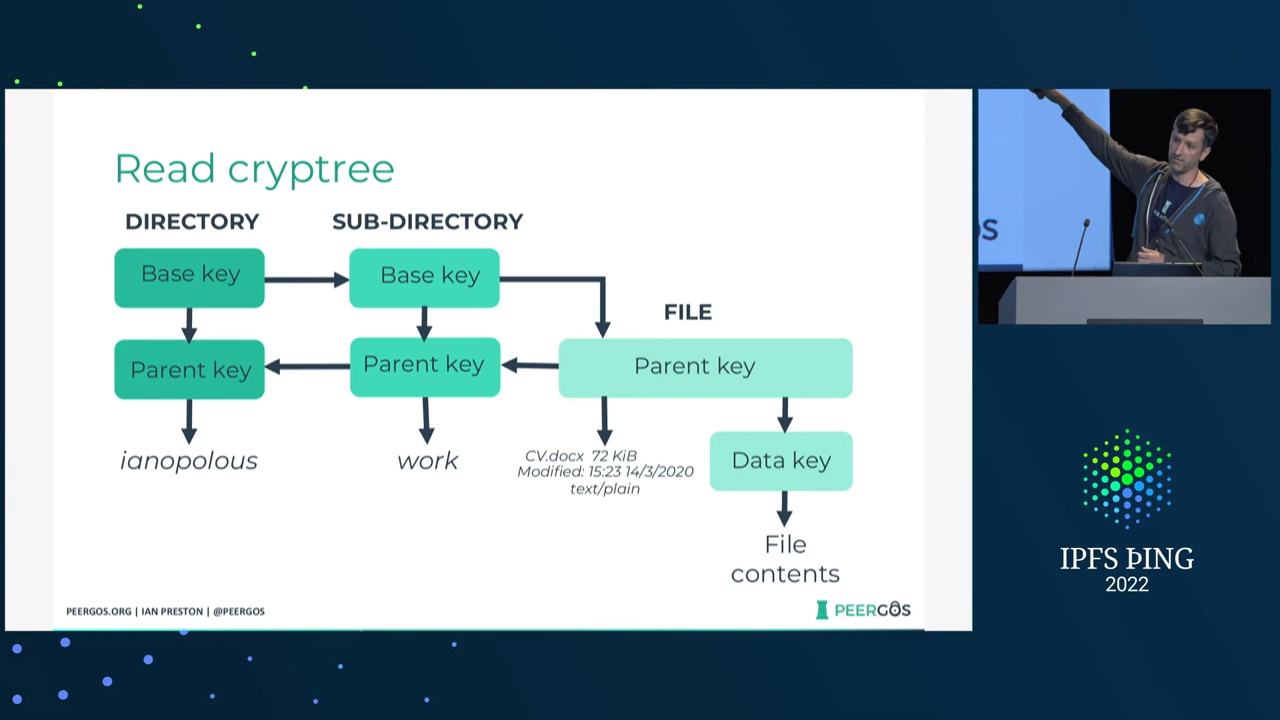 Read cryptree
DIRECTORY
SUB-DIRECTORY
Base key
Base key
FILE
Parent key
Parent key
Parent key
ianopolous
work
CV.docx 72 KiB
Modified: 15:23 14/3/2020
text/plain
Data key
File
contents
PEERGOS.ORG | IAN PRESTON | @PEERGOS
PEERGOS
OS
IPFS ÞING
2022